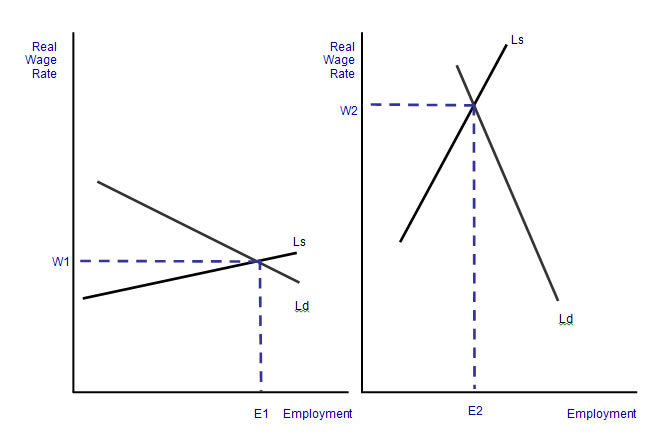 Real
Wage
Rate
W1
Ls
Ld
E1
Employment
Real
Wage
Rate
W2
Ls
Ld
E2
Employment